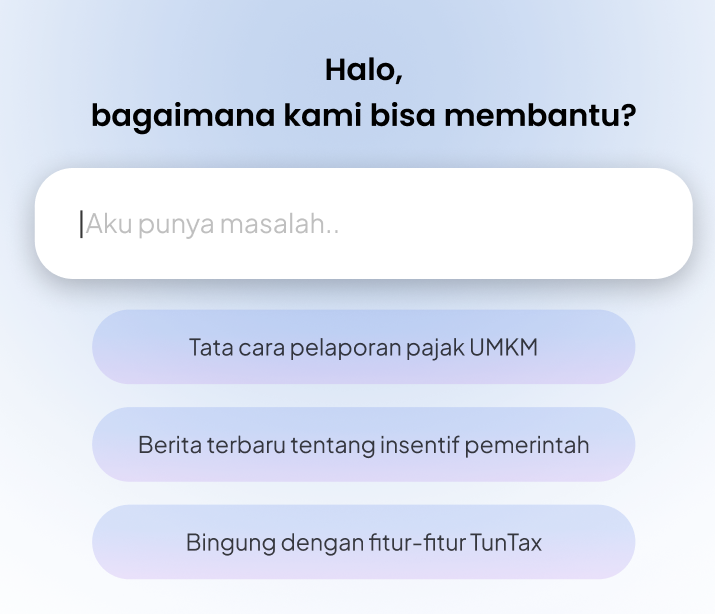 Halo,
bagaimana kami bisa membantu?
Aku punya masalah..
Tata cara pelaporan pajak UMKM
Berita terbaru tentang insentif pemerintah
Bingung dengan fitur-fitur TunTax